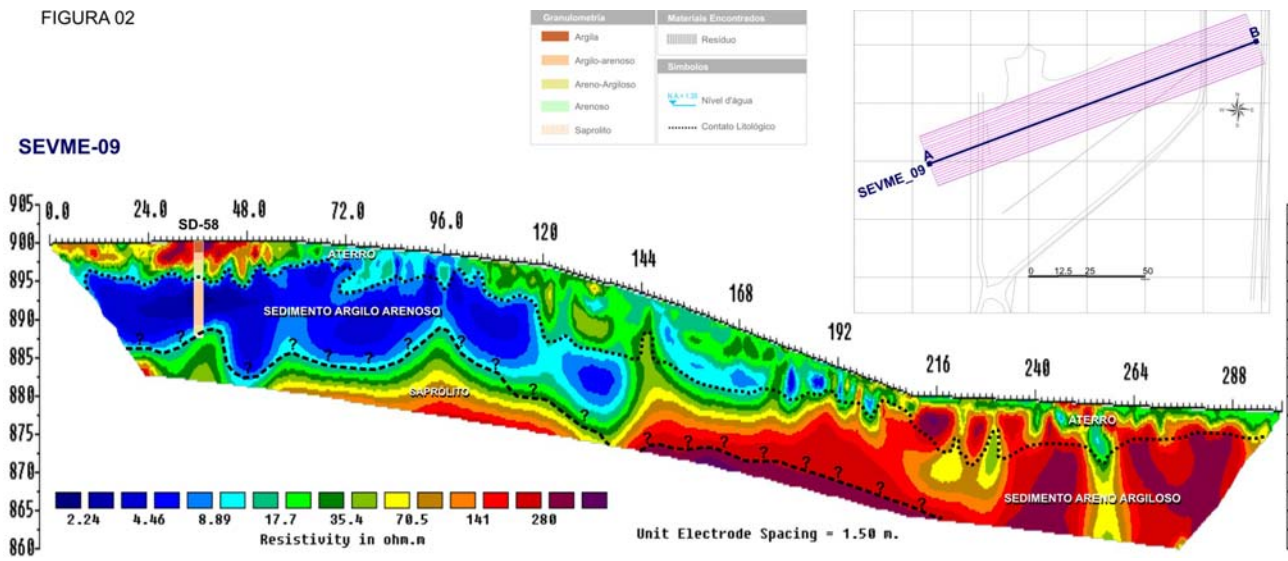 FIGURA 02
Granulometria
Argila
Argilo-arenoso
Areno-Argiloso
Arenoso
Saprolito
Materiais Encontrados
Resíduo
Símbolos
N.A.= 1.35
Nível d'água
Contato Litológico
A
B
SEVME_09
N
0 12.5 25 50
SEVME-09
905
900
895
890
885
880
875
870
865
860
0.0 24.0 48.0 72.0 96.0 120 144 168 192 216 240 264 288
SD-58
ATERRO
SEDIMENTO ARGILO ARENOSO
SAPROLITO
ATERRO
SEDIMENTO ARENO ARGILOSO
? ? ? ? ? ? ? ? ? ? ?
? ? ? ? ? ? ? ?
2.24 4.46 8.89 17.7 35.4 70.5 141 280
Resistivity in ohm.m
Unit Electrode Spacing = 1.50 m.